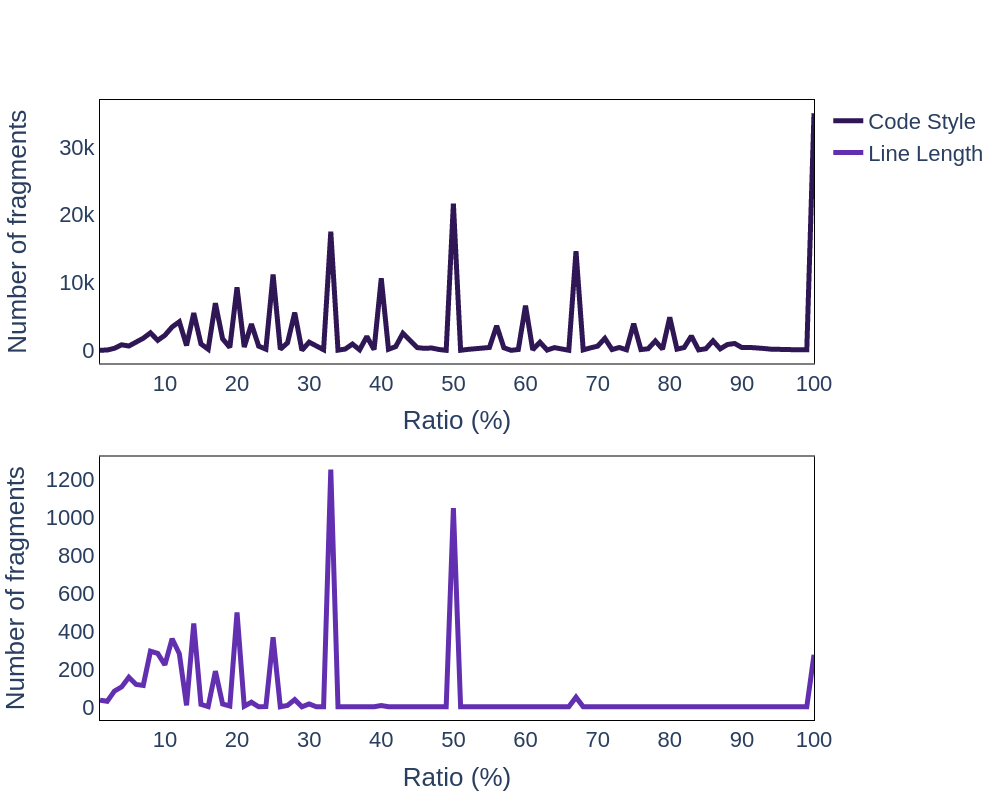 Number of fragments
30k
20k
10k
0
10 20 30 40 50 60 70 80 90 100
Ratio (%)
Code Style
Line Length
Number of fragments
1200
1000
800
600
400
200
0
10 20 30 40 50 60 70 80 90 100
Ratio (%)